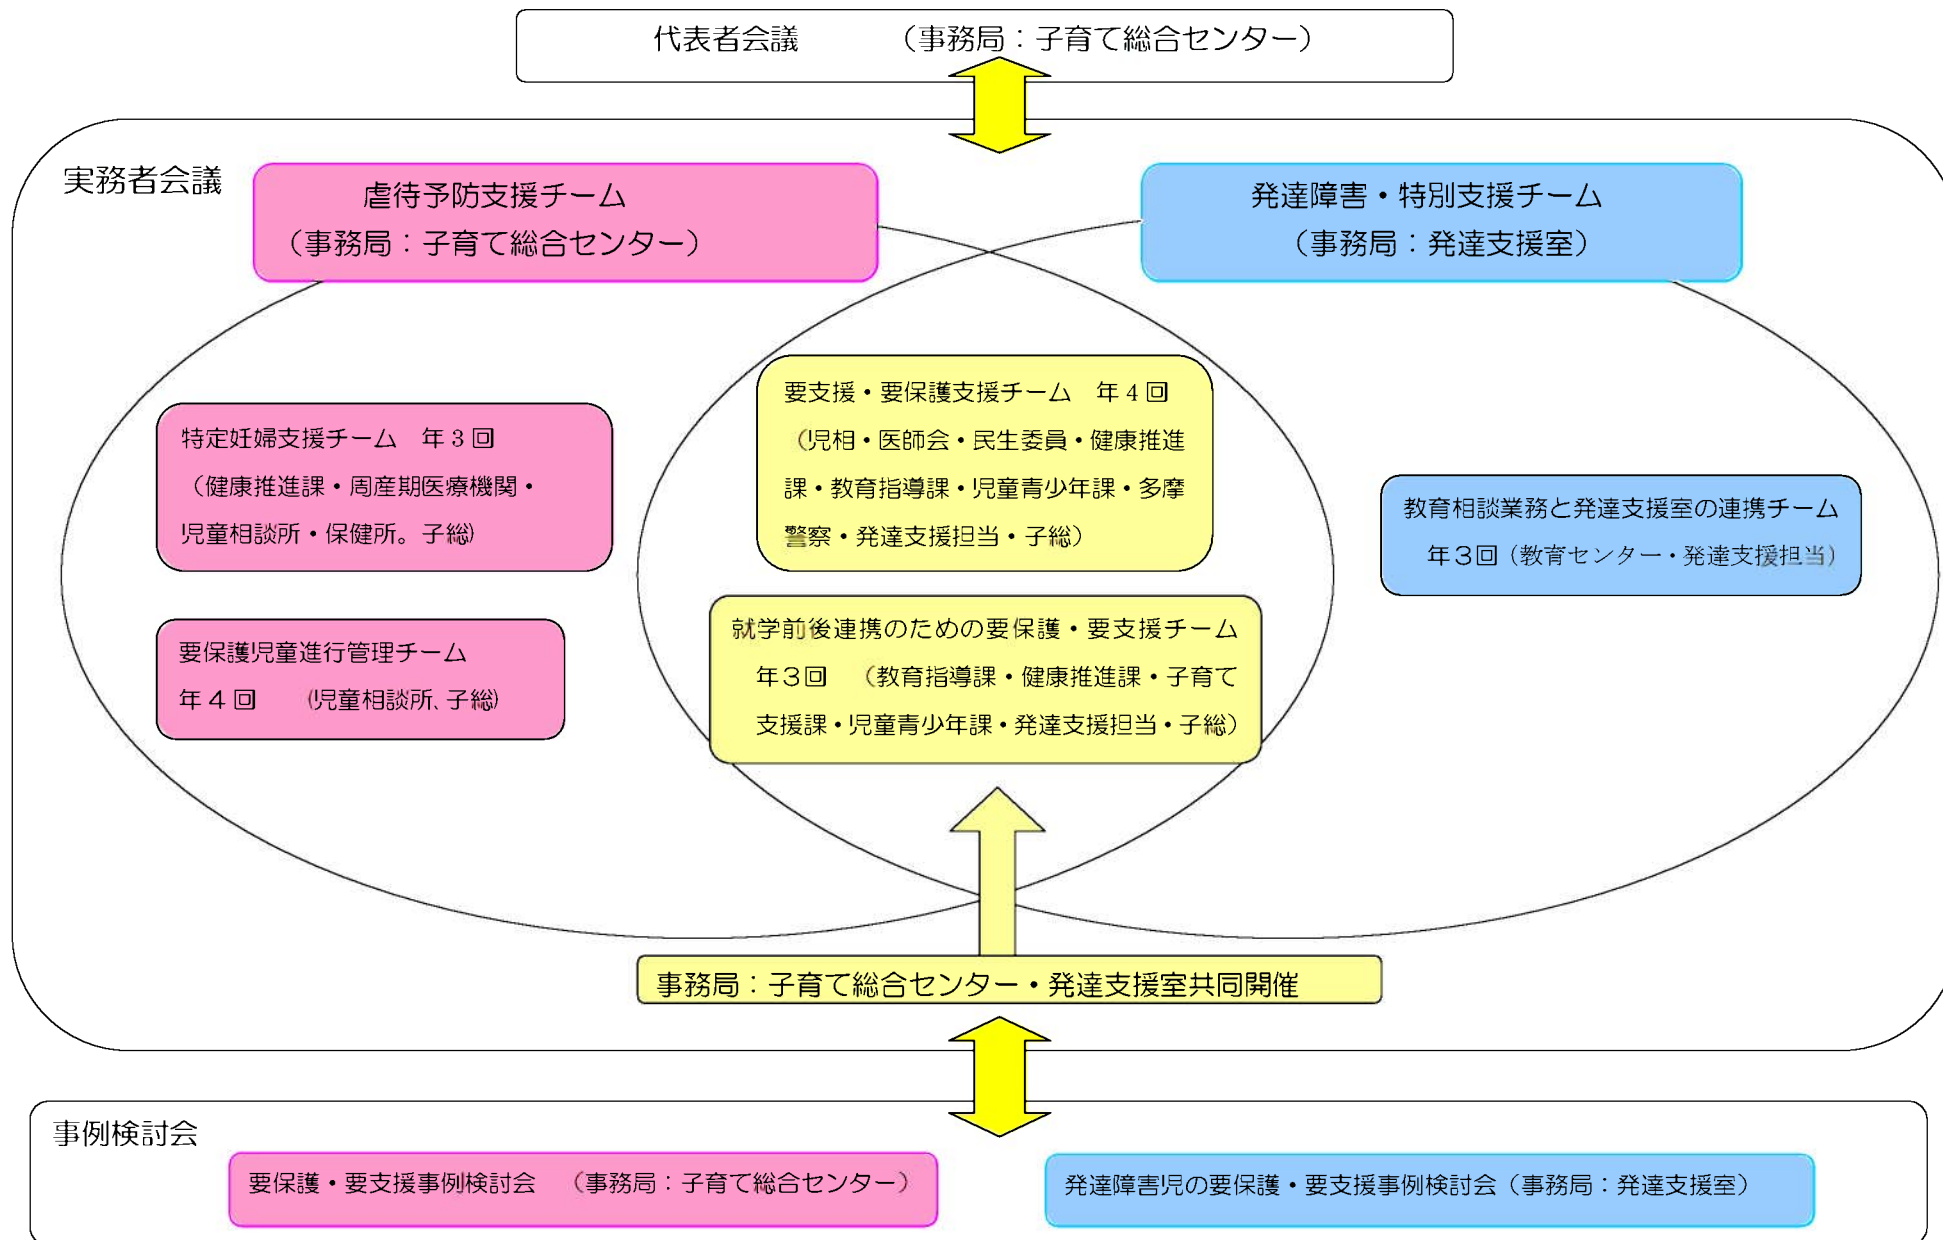 代表者会議　　　（事務局：子育て総合センター）
実務者会議
虐待予防支援チーム
（事務局：子育て総合センター）
発達障害・特別支援チーム
（事務局：発達支援室）
特定妊婦支援チーム　年３回
（健康推進課・周産期医療機関・
児童相談所・保健所。子総)
要保護児童進行管理チーム
年４回　　(児童相談所、子総)
要支援・要保護支援チーム　年４回
（児相・医師会・民生委員・健康推進
課・教育指導課・児童青少年課・多摩
警察・発達支援担当・子総）
就学前後連携のための要保護・要支援チーム
年３回　（教育指導課・健康推進課・子育て
支援課・児童青少年課・発達支援担当・子総）
教育相談業務と発達支援室の連携チーム
年３回（教育センター・発達支援担当）
事務局：子育て総合センター・発達支援室共同開催
事例検討会
要保護・要支援事例検討会　（事務局：子育て総合センター）
発達障害児の要保護・要支援事例検討会（事務局：発達支援室）